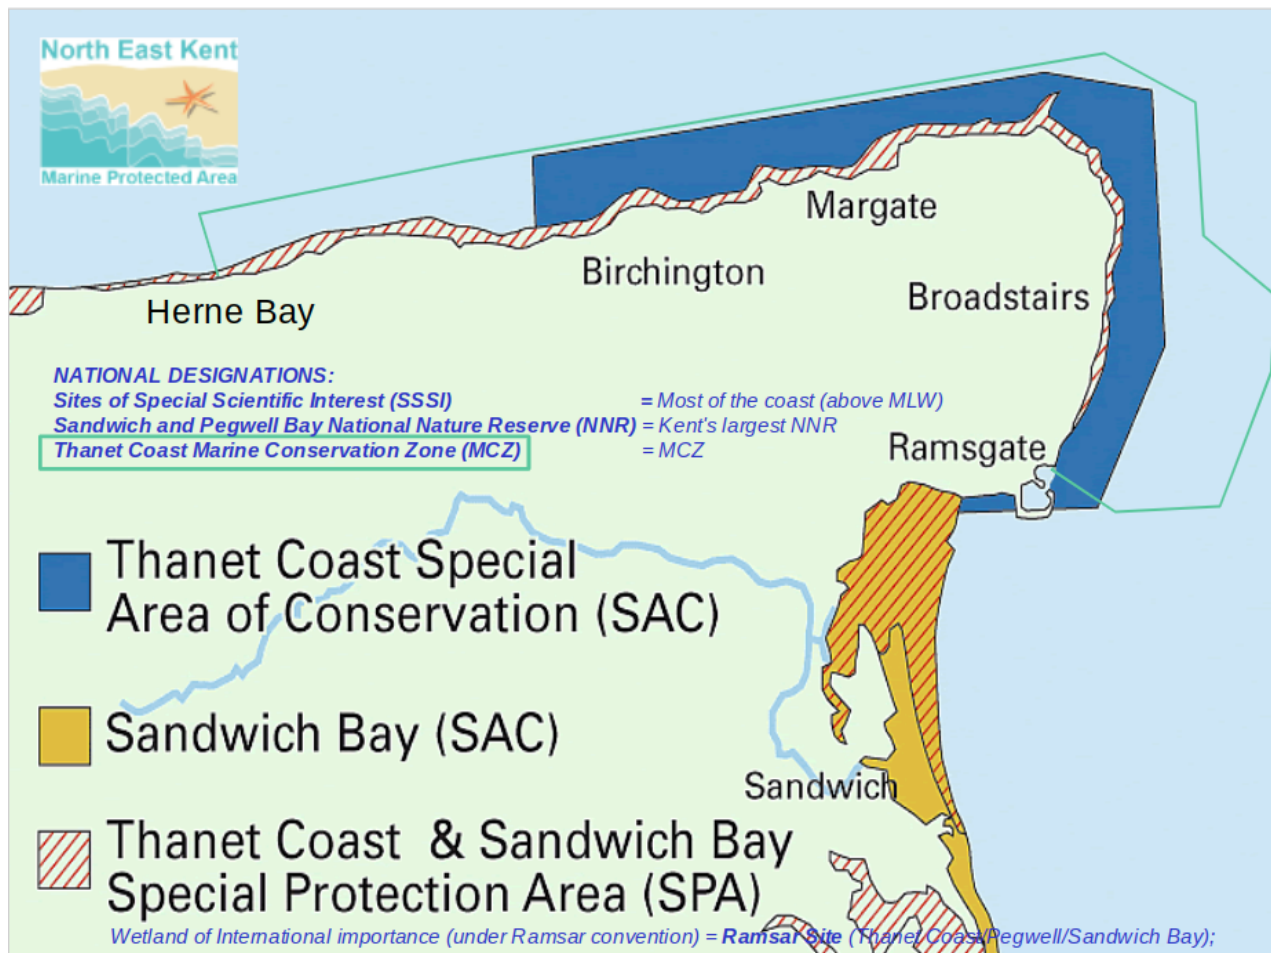 North East Kent
Marine Protected Area
Margate
Birchington
Broadstairs
Herne Bay
NATIONAL DESIGNATIONS:
Sites of Special Scientific Interest (SSSI) = Most of the coast (above MLW)
Sandwich and Pegwell Bay National Nature Reserve (NNR) = Kent's largest NNR
Thanet Coast Marine Conservation Zone (MCZ) = MCZ
Ramsgate
Thanet Coast Special
Area of Conservation (SAC)
Sandwich Bay (SAC)
Sandwich
Thanet Coast & Sandwich Bay
Special Protection Area (SPA)
Wetland of International importance (under Ramsar convention) = Ramsar Site (Thanet Coast/Pegwell/Sandwich Bay);